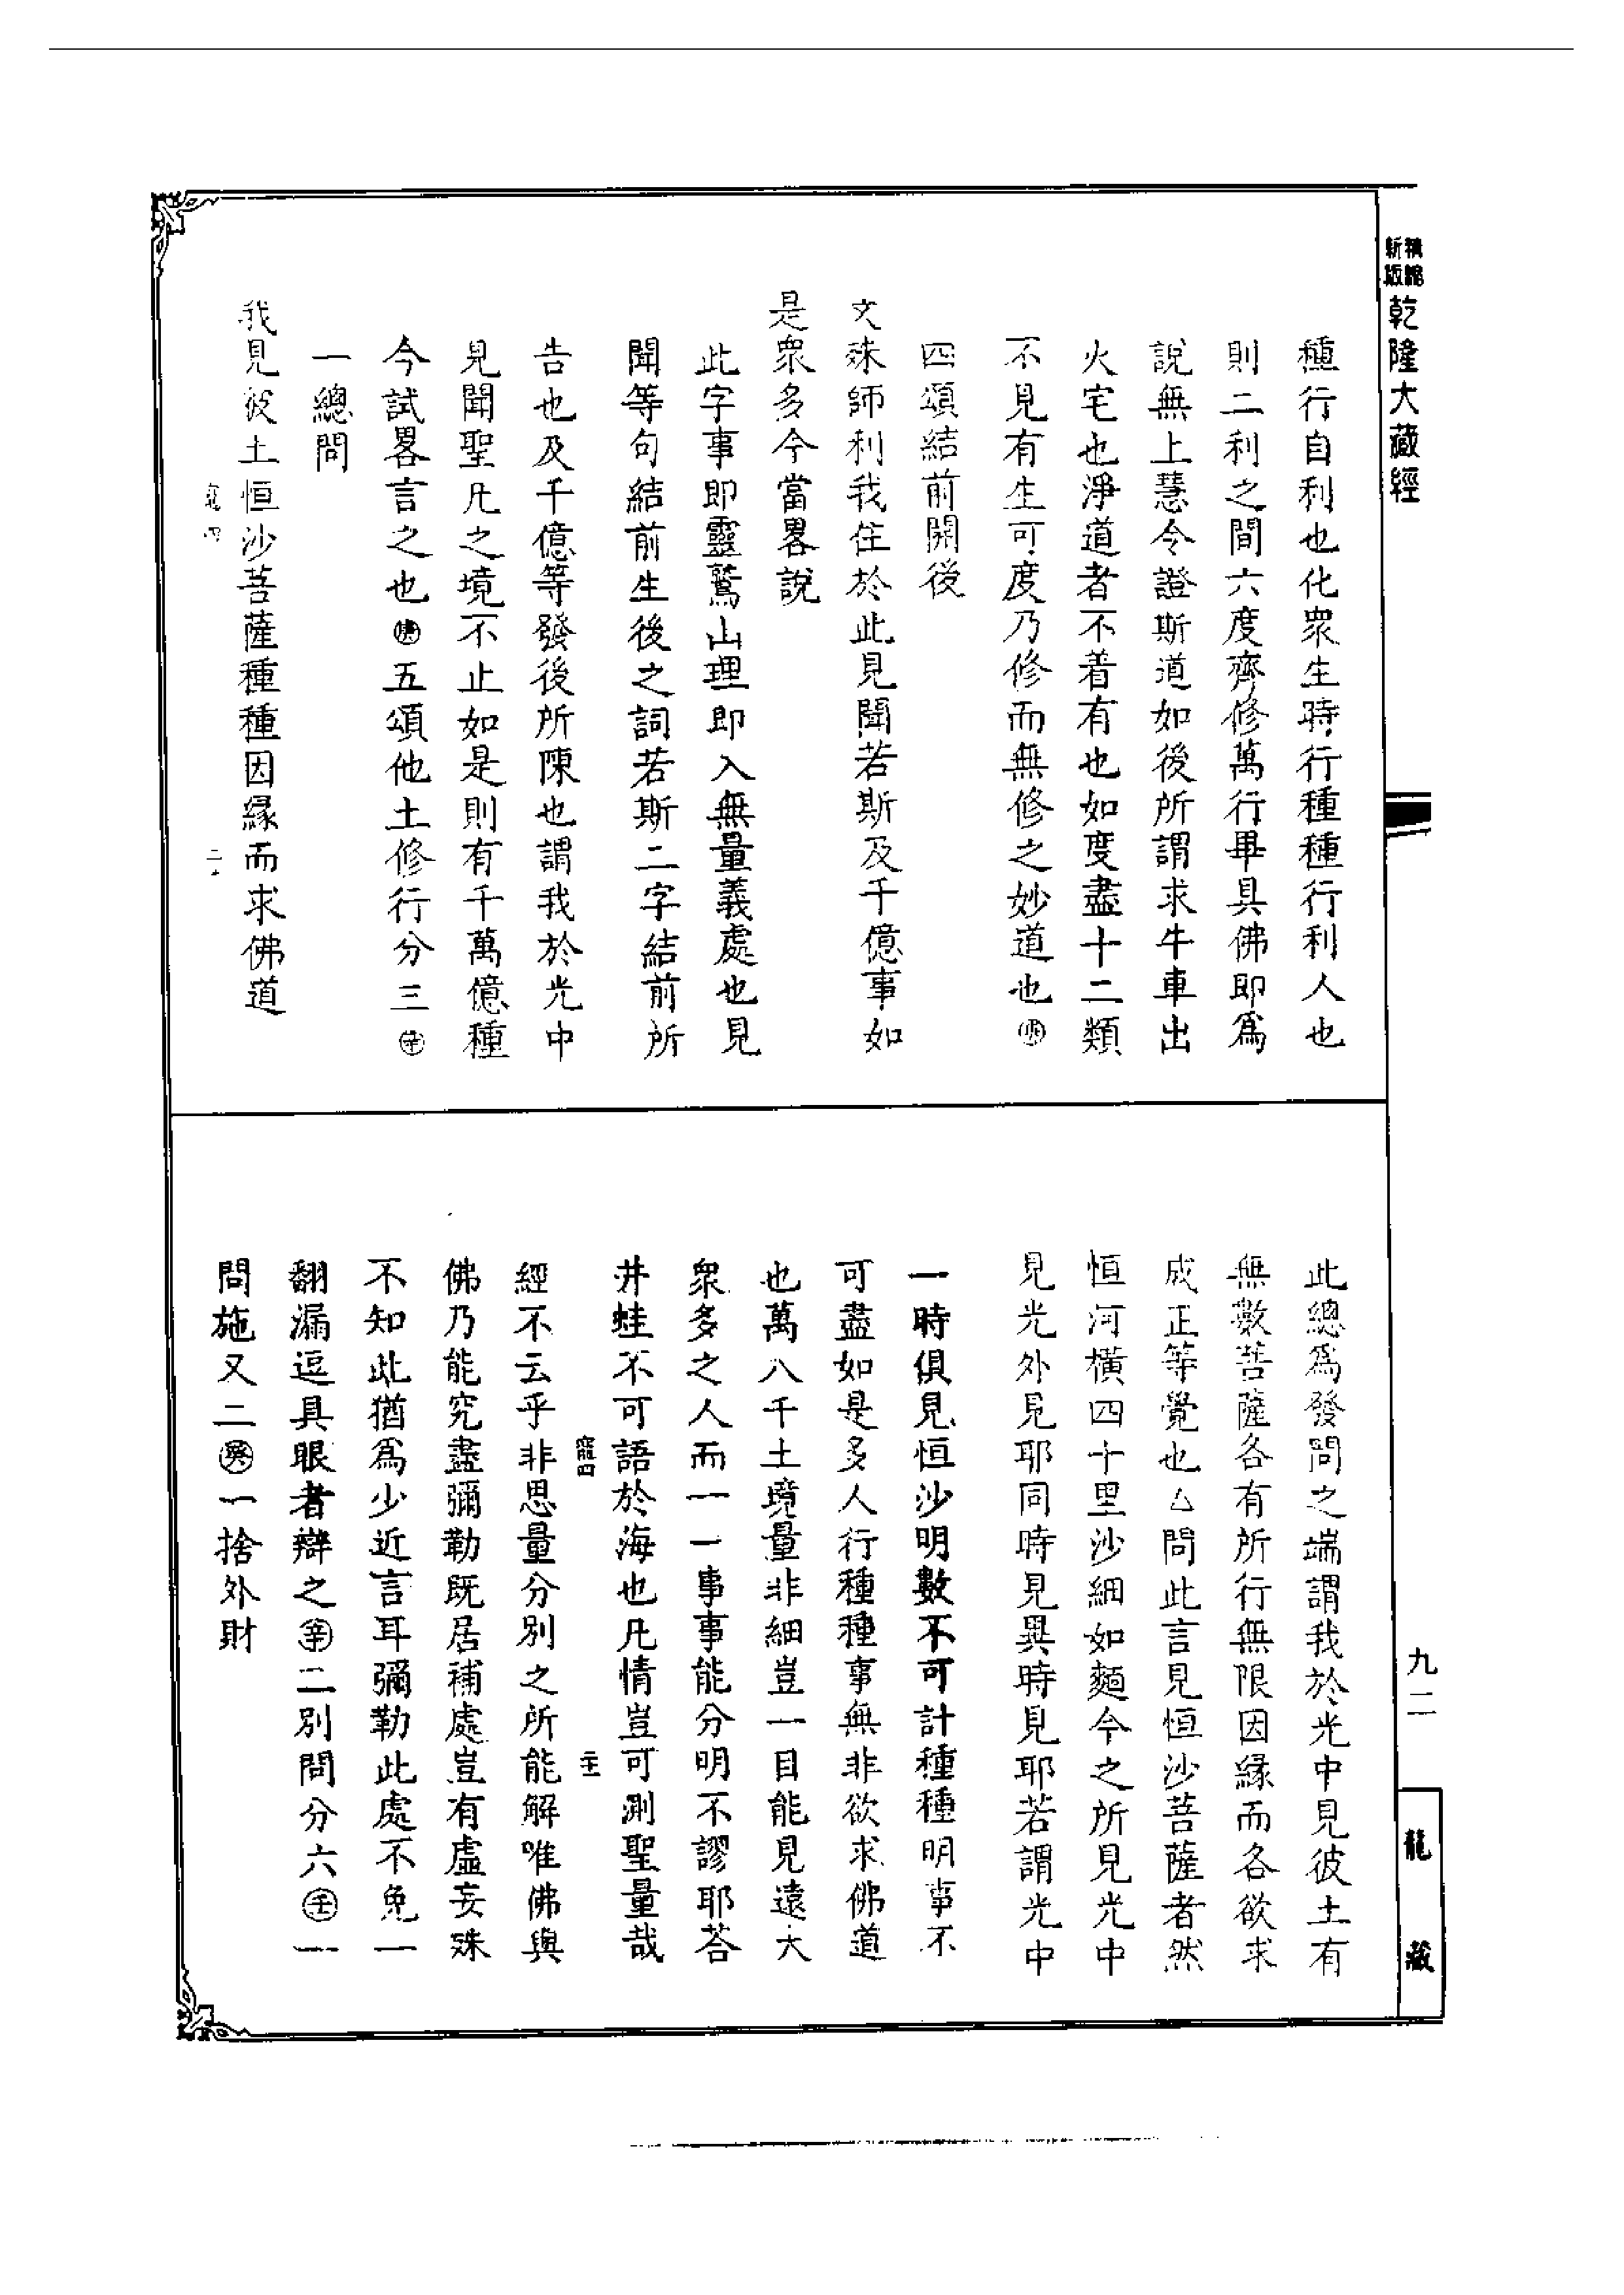 精縮
新版
乾隆大藏經
種行自利也化衆生時行種種行利人也
則二利之間六度齊修萬行畢具佛即爲
說無上慧令證斯道如後所謂求牛車出
火宅也淨道者不着有也如度盡十二類
不見有生可度乃修而無修之妙道也㊃
四頌結前開後
文殊師利我住於此見聞若斯及千億事如
是衆多今當畧說
此字事即靈鷲山理即入無量義處也見
聞等句結前生後之詞若斯二字結前所
告也及千億等發後所陳也謂我於光中
見聞聖凡之境不止如是則有千萬億種
今試畧言之也 五頌他土修行分三
一總問
我見彼土恒沙菩薩種種因緣而求佛道
此總爲發問之端謂我於光中見彼土有
無數菩薩各有所行無限因緣而各欲求
成正等覺也△問此言見恒沙菩薩者然
恒河橫四十里沙細如麵今之所見光中
見光外見耶同時見異時見耶若謂光中
一時俱見恒沙明數不可計種種明事不
可盡如是多人行種種事無非欲求佛道
也萬八千土境量非細豈一目能見遠大
衆多之人而一一事事能分明不謬耶荅
井蛙不可語於海也凡情豈可測聖量哉
寵四
二十一
經不云乎非思量分別之所能解唯佛與
佛乃能究盡彌勒既居補處豈有虛妄殊
不知此猶爲少近言耳彌勒此處不免一
翻漏逗具眼者辯之㊛二別問分六㊛一
問施又二㊛一捨外財
九二
龍藏